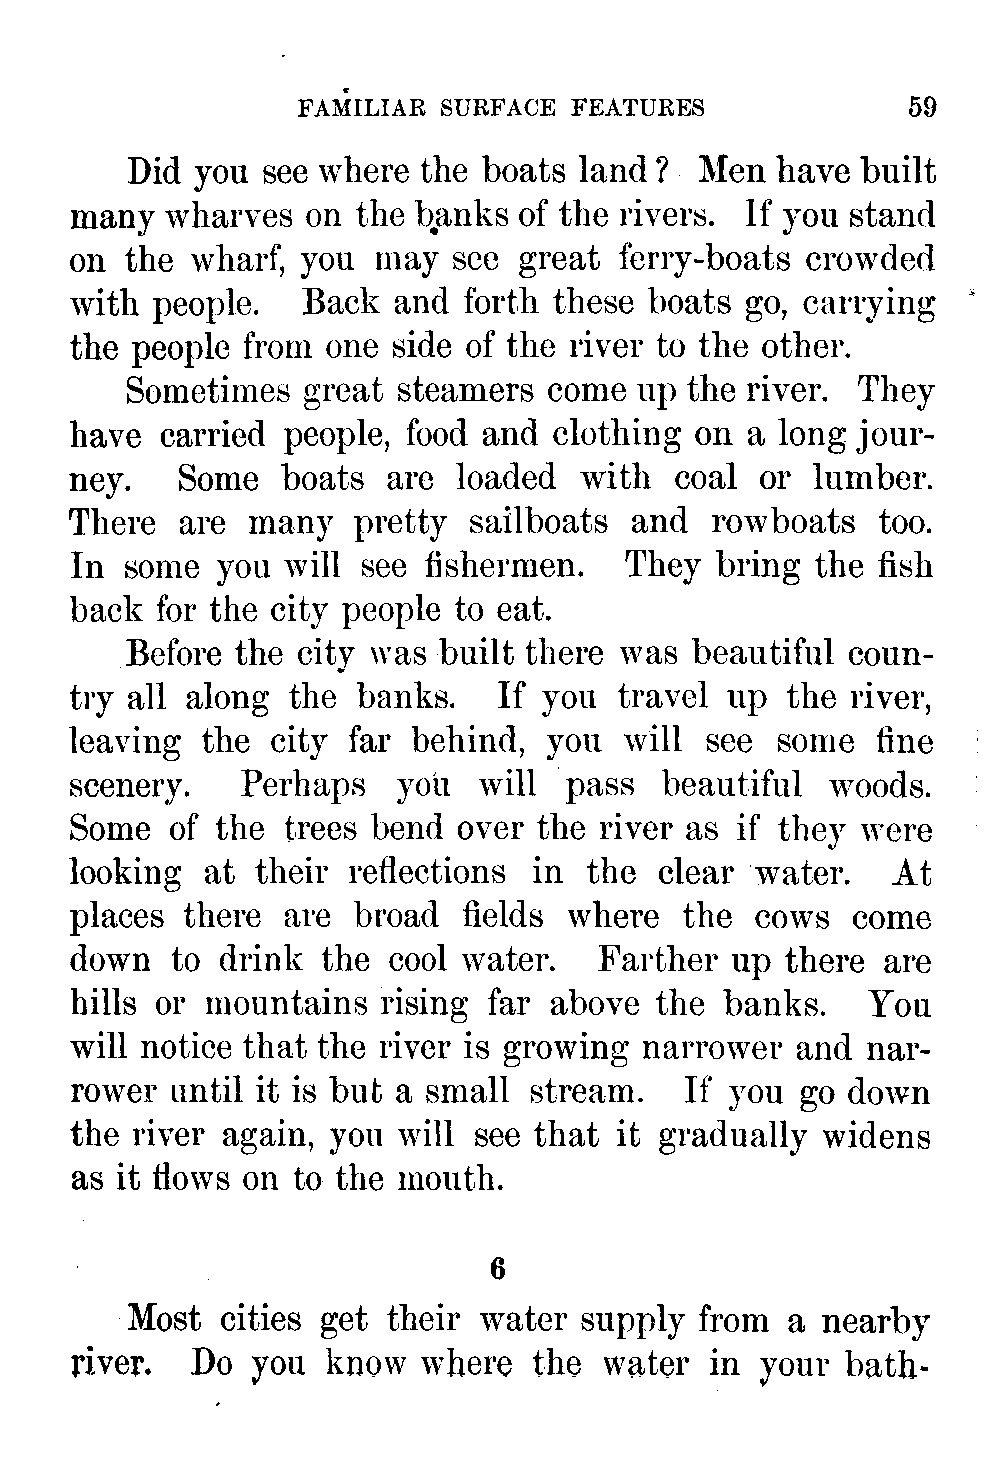 FAMILIAR SURFACE FEATURES 59
Did you see where the boats land? Men have built
many wharves on the banks of the rivers. If you stand
on the wharf, you may see great ferry-boats crowded
with people. Back and forth these boats go, carrying
the people from one side of the river to the other.
Sometimes great steamers come up the river. They
have carried people, food and clothing on a long jour-
ney. Some boats are loaded with coal or lumber.
There are many pretty sailboats and rowboats too.
In some you will see fishermen. They bring the fish
back for the city people to eat.
Before the city was built there was beautiful coun-
try all along the banks. If you travel up the river,
leaving the city far behind, you will see some fine
scenery. Perhaps you will pass beautiful woods.
Some of the trees bend over the river as if they were
looking at their reflections in the clear water. At
places there are broad fields where the cows come
down to drink the cool water. Farther up there are
hills or mountains rising far above the banks. You
will notice that the river is growing narrower and nar-
rower until it is but a small stream. If you go down
the river again, you will see that it gradually widens
as it flows on to the mouth.
6
Most cities get their water supply from a nearby
river. Do you know where the water in your bath-